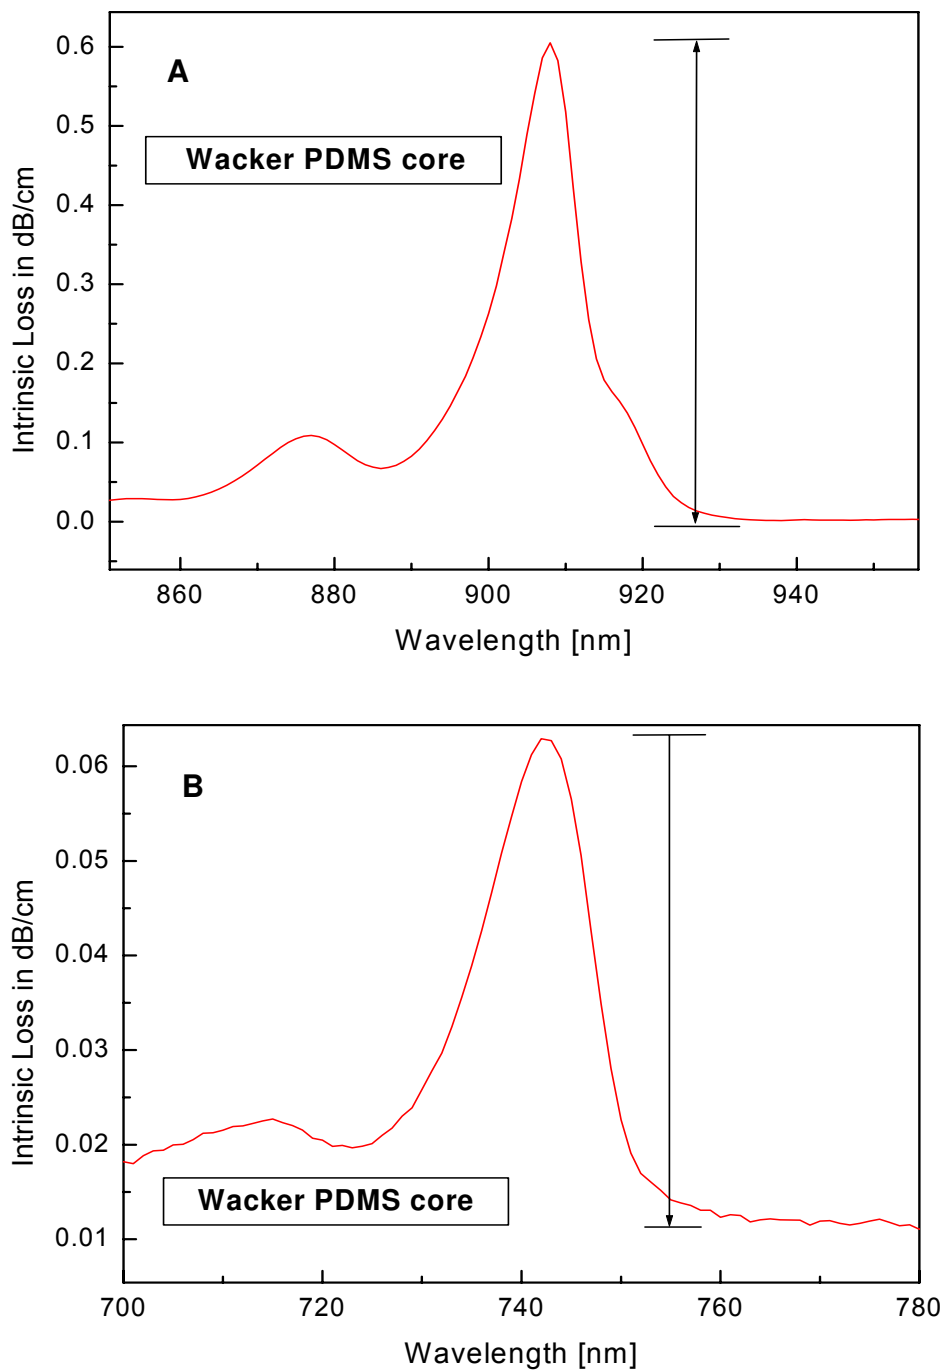 A
Wacker PDMS core
Intrinsic Loss in dB/cm
0.6
0.5
0.4
0.3
0.2
0.1
0.0
860 880 900 920 940
Wavelength [nm]
B
Wacker PDMS core
Intrinsic Loss in dB/cm
0.06
0.05
0.04
0.03
0.02
0.01
700 720 740 760 780
Wavelength [nm]